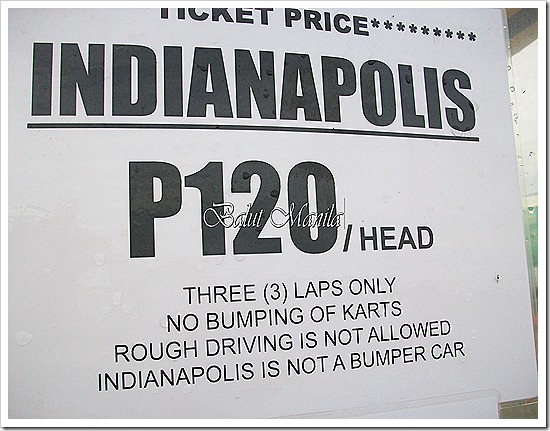 TICKET PRICE*********
INDIANAPOLIS
P120/ HEAD
Balut Manila
THREE (3) LAPS ONLY
NO BUMPING OF KARTS
ROUGH DRIVING IS NOT ALLOWED
INDIANAPOLIS IS NOT A BUMPER CAR